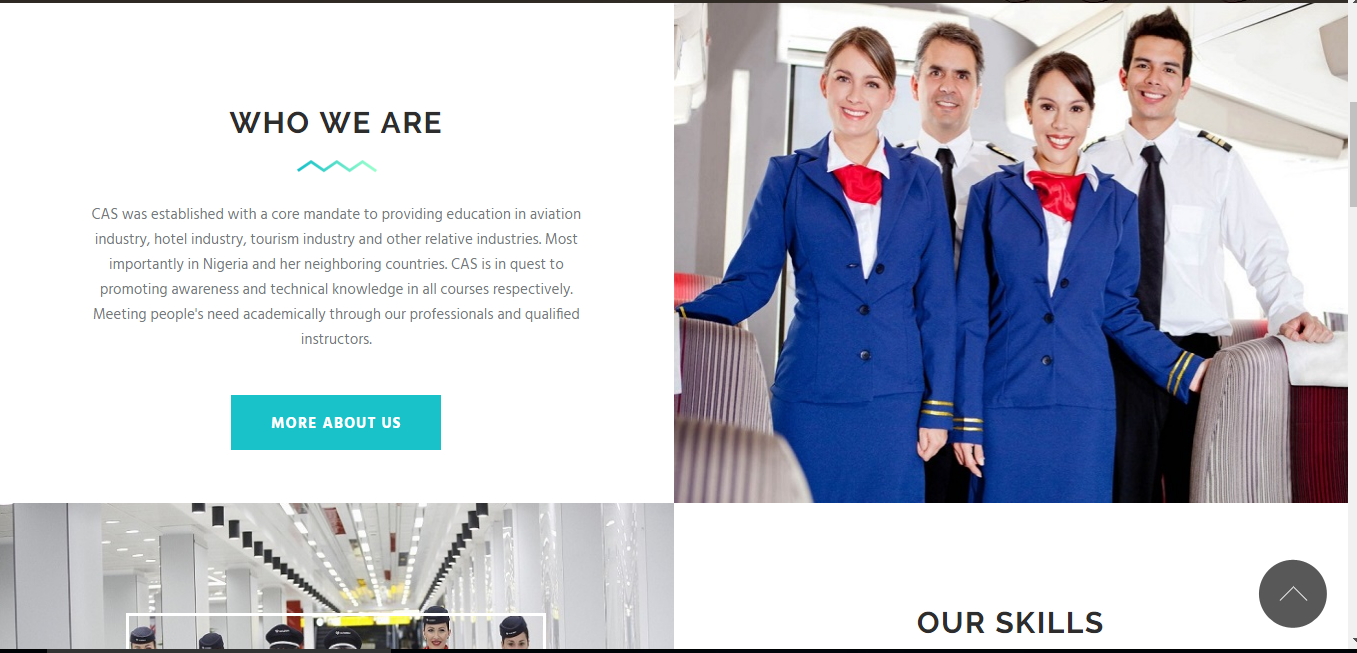 WHO WE ARE
CAS was established with a core mandate to providing education in aviation
industry, hotel industry, tourism industry and other relative industries. Most
importantly in Nigeria and her neighboring countries. CAS is in quest to
promoting awareness and technical knowledge in all courses respectively.
Meeting people's need academically through our professionals and qualified
instructors.
MORE ABOUT US
OUR SKILLS